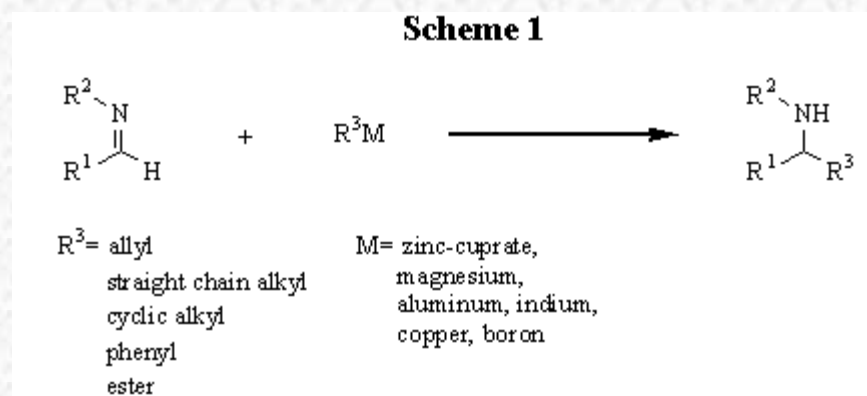 Scheme 1
R²
N
R¹
H
+
R³M
R²
NH
R¹
R³
R³= allyl
straight chain alkyl
cyclic alkyl
phenyl
ester
M= zinc-cuprate,
magnesium,
aluminum, indium,
copper, boron